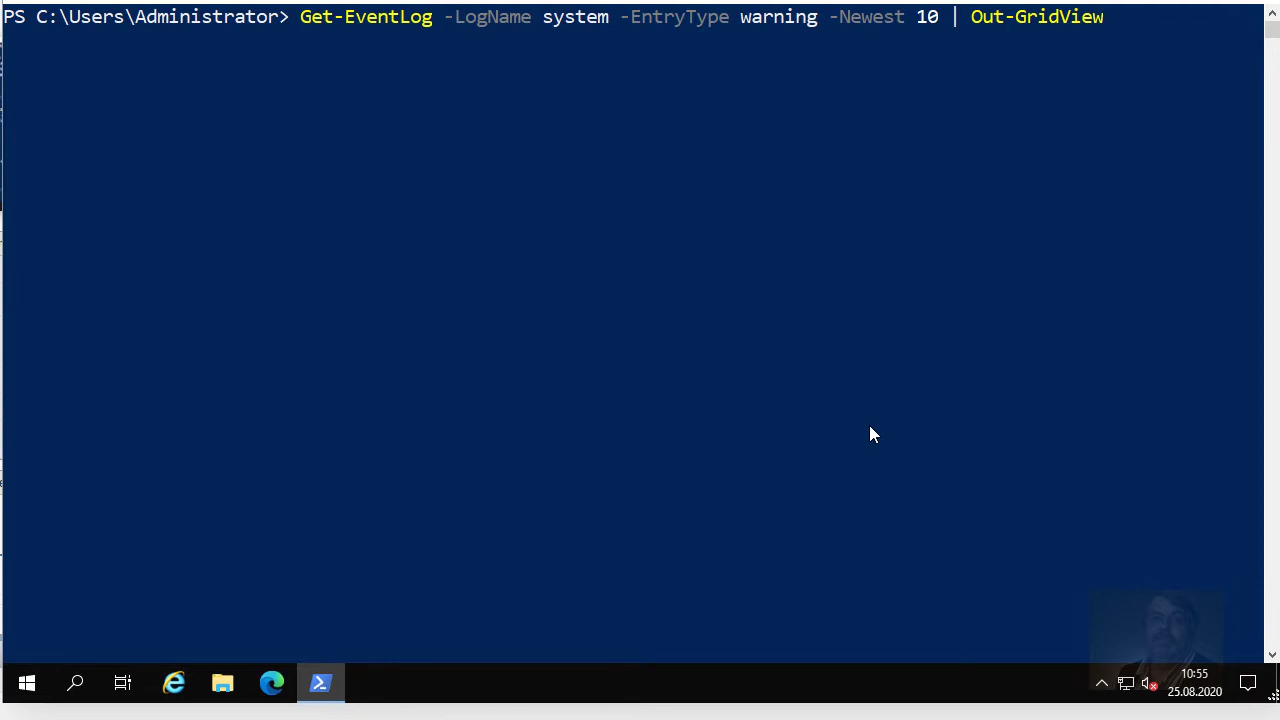 PS C:\Users\Administrator> Get-EventLog -LogName system -EntryType warning -Newest 10 | Out-GridView
10:55
25.08.2020